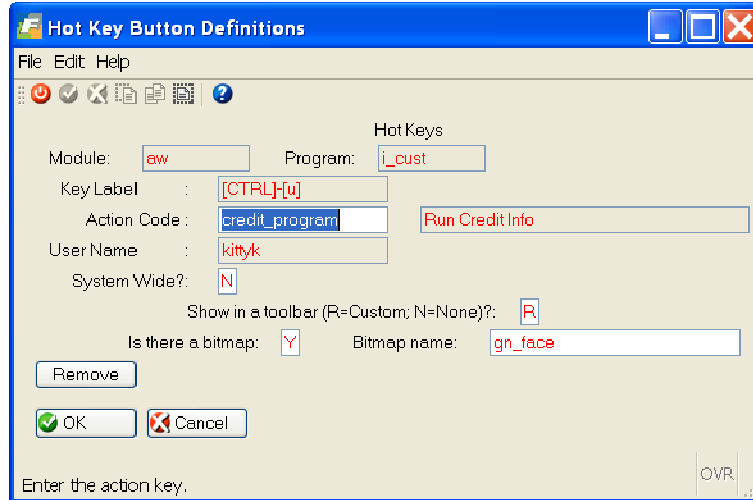 Hot Key Button Definitions
File Edit Help
Hot Keys
Module: aw Program: i_cust
Key Label : [CTRL]-[u]
Action Code : credit_program Run Credit Info
User Name : kittyk
System Wide?: N
Show in a toolbar (R=Custom; N=None)?: R
Is there a bitmap: Y Bitmap name: gn_face
Remove
OK Cancel
Enter the action key. OVR